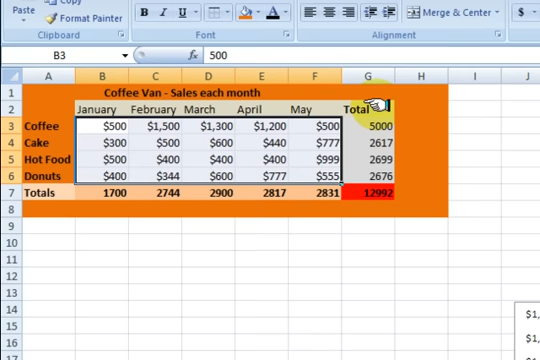 Copy
Paste
Format Painter
B I U
A
Merge & Center
$
Clipboard
Font
Alignment
B3
fx
500
A B C D E F G H I J
1 Coffee Van - Sales each month
2 January February March April May Total
3 Coffee $500 $1,500 $1,300 $1,200 $500 5000
4 Cake $300 $500 $600 $440 $777 2617
5 Hot Food $500 $400 $400 $400 $999 2699
6 Donuts $400 $344 $600 $777 $555 2676
7 Totals 1700 2744 2900 2817 2831 12992
8
9
10
11
12
13
14
$1,
15
16
$1,
17